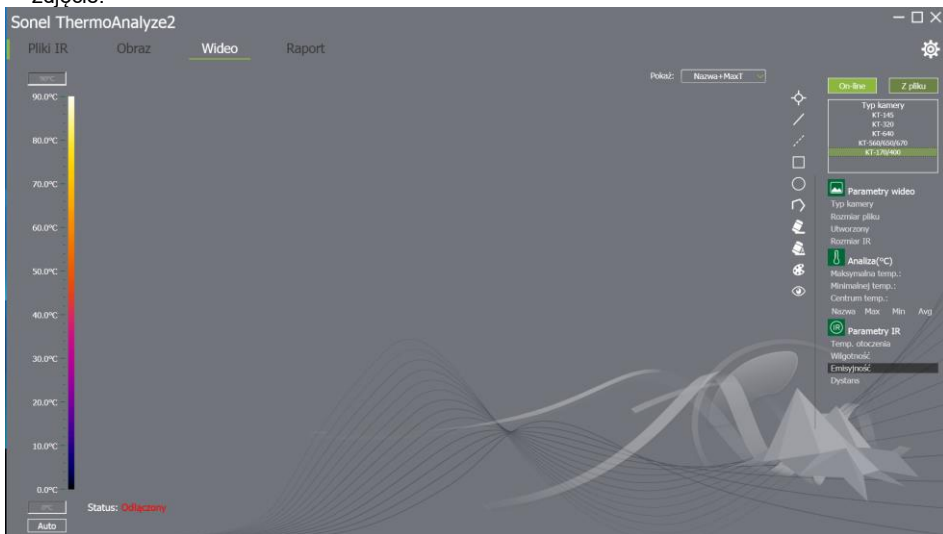 zdjęcie.
Sonel ThermoAnalyze2
Pliki IR Obraz Wideo Raport
Pokaż: Nazwa+MaxT
90.0°C
80.0°C
70.0°C
60.0°C
50.0°C
40.0°C
30.0°C
20.0°C
10.0°C
0.0°C
0°C
Auto
Status: Odłączony
On-line Z pliku
Typ kamery
KT-145
KT-320
KT-640
KT-560/650/670
KT-170/400
Parametry wideo
Typ kamery
Rozmiar pliku
Utworzony
Rozmiar IR
Analiza(°C)
Maksymalna temp.:
Minimalnej temp.:
Centrum temp.:
Nazwa Max Min Avg
IR
Parametry IR
Temp. otoczenia
Wilgotność
Emisyjność
Dystans